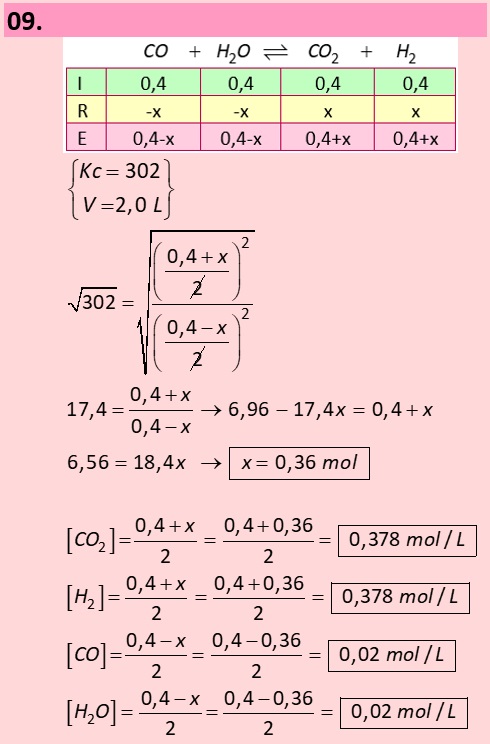 09.
CO + H₂O ⇌ CO₂ + H₂
I 0,4 0,4 0,4 0,4
R -x -x x x
E 0,4-x 0,4-x 0,4+x 0,4+x
{Kc = 302
V =2,0 L}
√302 = √(((0,4 + x)/2)² / ((0,4 − x)/2)²)
17,4 = (0,4 + x)/(0,4 − x) → 6,96 − 17,4x = 0,4 + x
6,56 = 18,4x → x = 0,36 mol
[CO₂] = (0,4 + x)/2 = (0,4 + 0,36)/2 = 0,378 mol / L
[H₂] = (0,4 + x)/2 = (0,4 + 0,36)/2 = 0,378 mol / L
[CO] = (0,4 − x)/2 = (0,4 − 0,36)/2 = 0,02 mol / L
[H₂O] = (0,4 − x)/2 = (0,4 − 0,36)/2 = 0,02 mol / L